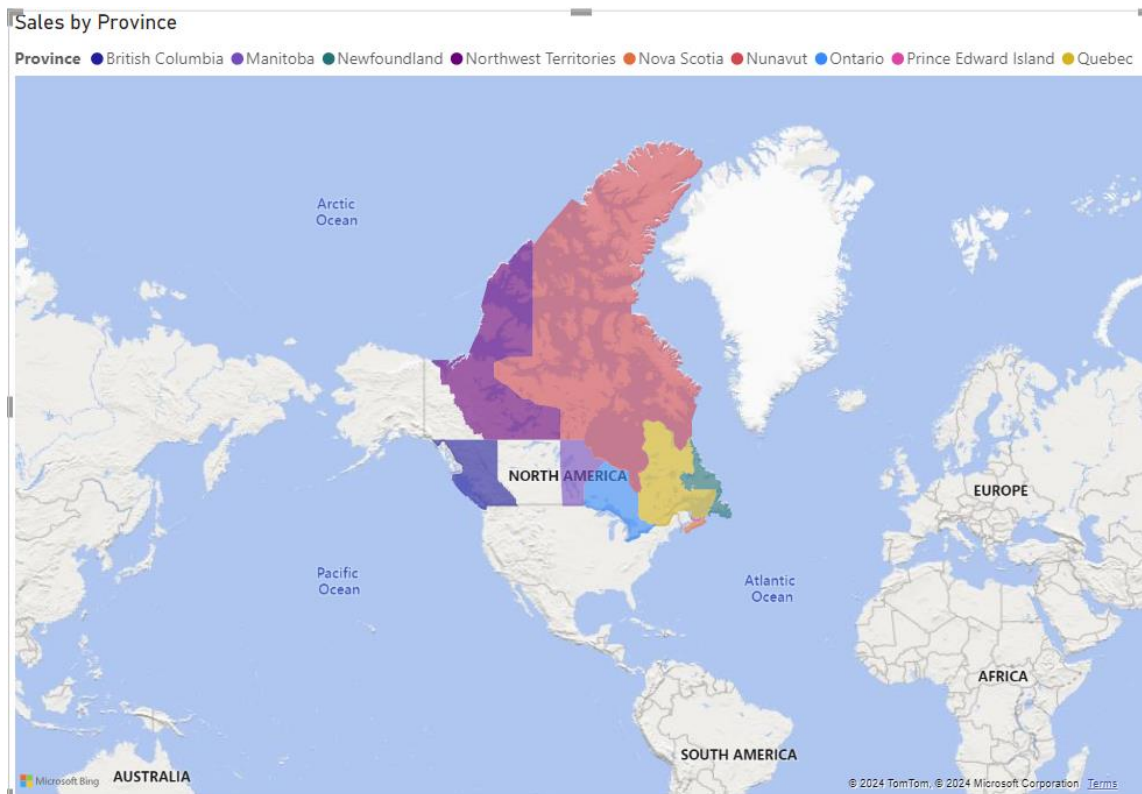 Sales by Province
Province British Columbia Manitoba Newfoundland Northwest Territories Nova Scotia Nunavut Ontario Prince Edward Island Quebec
Arctic
Ocean
NORTH AMERICA
EUROPE
Pacific
Ocean
Atlantic
Ocean
AFRICA
SOUTH AMERICA
AUSTRALIA
Microsoft Bing
© 2024 TomTom, © 2024 Microsoft Corporation Terms